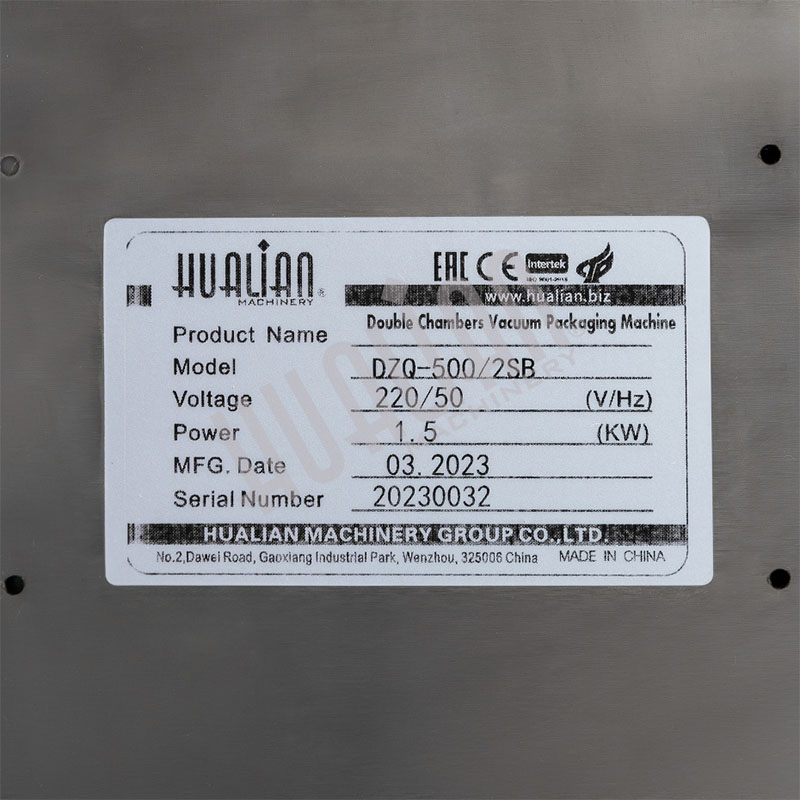 HUALIAN
MACHINERY
EAC CE Intertek
www.hualian.biz
Product Name Double Chambers Vacuum Packaging Machine
Model DZQ-500/2SB
Voltage 220/50 (V/Hz)
Power 1.5 (KW)
MFG. Date 03.2023
Serial Number 20230032
HUALIAN MACHINERY GROUP CO.,LTD.
No.2,Dawei Road, Gaoxiang Industrial Park, Wenzhou, 325006 China MADE IN CHINA
HUALIAN
MACHINERY